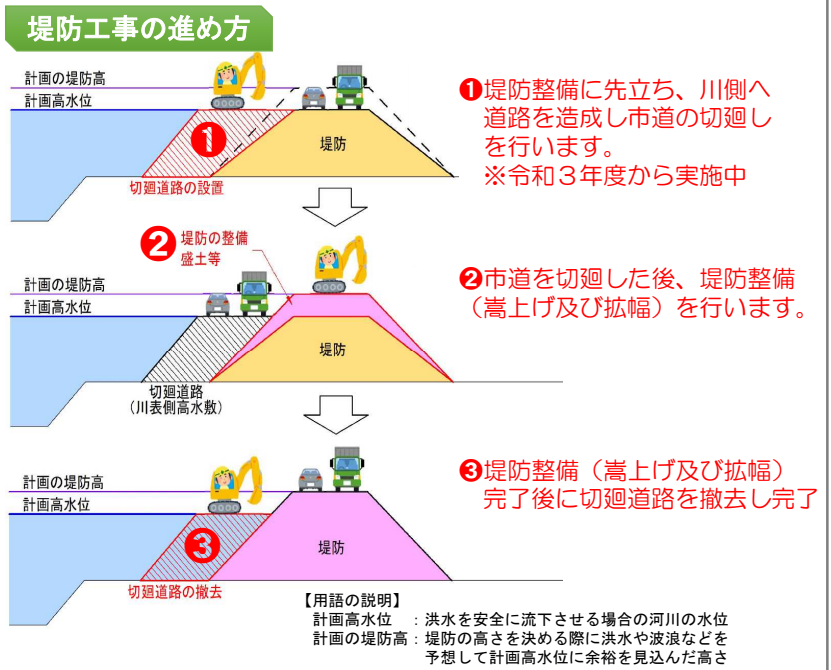 堤防工事の進め方
計画の堤防高
計画高水位
❶
堤防
切廻道路の設置
❶堤防整備に先立ち、川側へ
道路を造成し市道の切廻し
を行います。
※令和３年度から実施中
❷
堤防の整備
盛土等
計画の堤防高
計画高水位
堤防
切廻道路
(川表側高水敷)
❷市道を切廻した後、堤防整備
（嵩上げ及び拡幅）を行います。
計画の堤防高
計画高水位
❸
堤防
切廻道路の撤去
❸堤防整備（嵩上げ及び拡幅）
完了後に切廻道路を撤去し完了
【用語の説明】
計画高水位　：洪水を安全に流下させる場合の河川の水位
計画の堤防高：堤防の高さを決める際に洪水や波浪などを
予想して計画高水位に余裕を見込んだ高さ